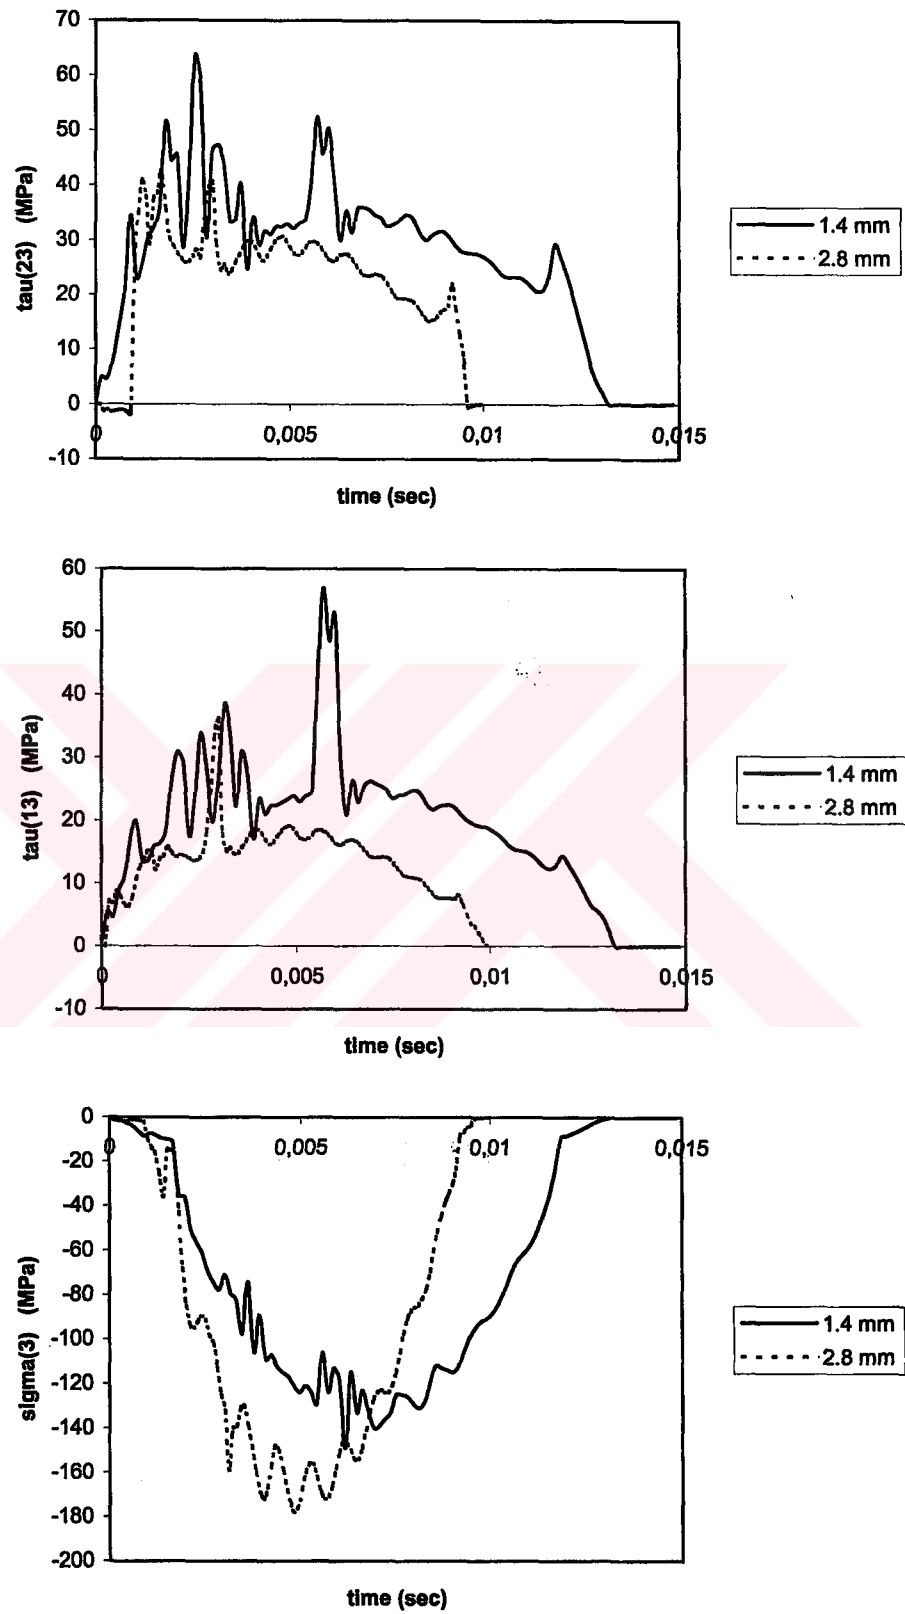 70
60
50
40
30
20
10
0
-10
tau(23) (MPa)
0 0,005 0,01 0,015
time (sec)
1.4 mm
2.8 mm
60
50
40
30
20
10
0
-10
tau(13) (MPa)
0 0,005 0,01 0,015
time (sec)
1.4 mm
2.8 mm
0
-20
-40
-60
-80
-100
-120
-140
-160
-180
-200
sigma(3) (MPa)
0 0,005 0,01 0,015
time (sec)
1.4 mm
2.8 mm